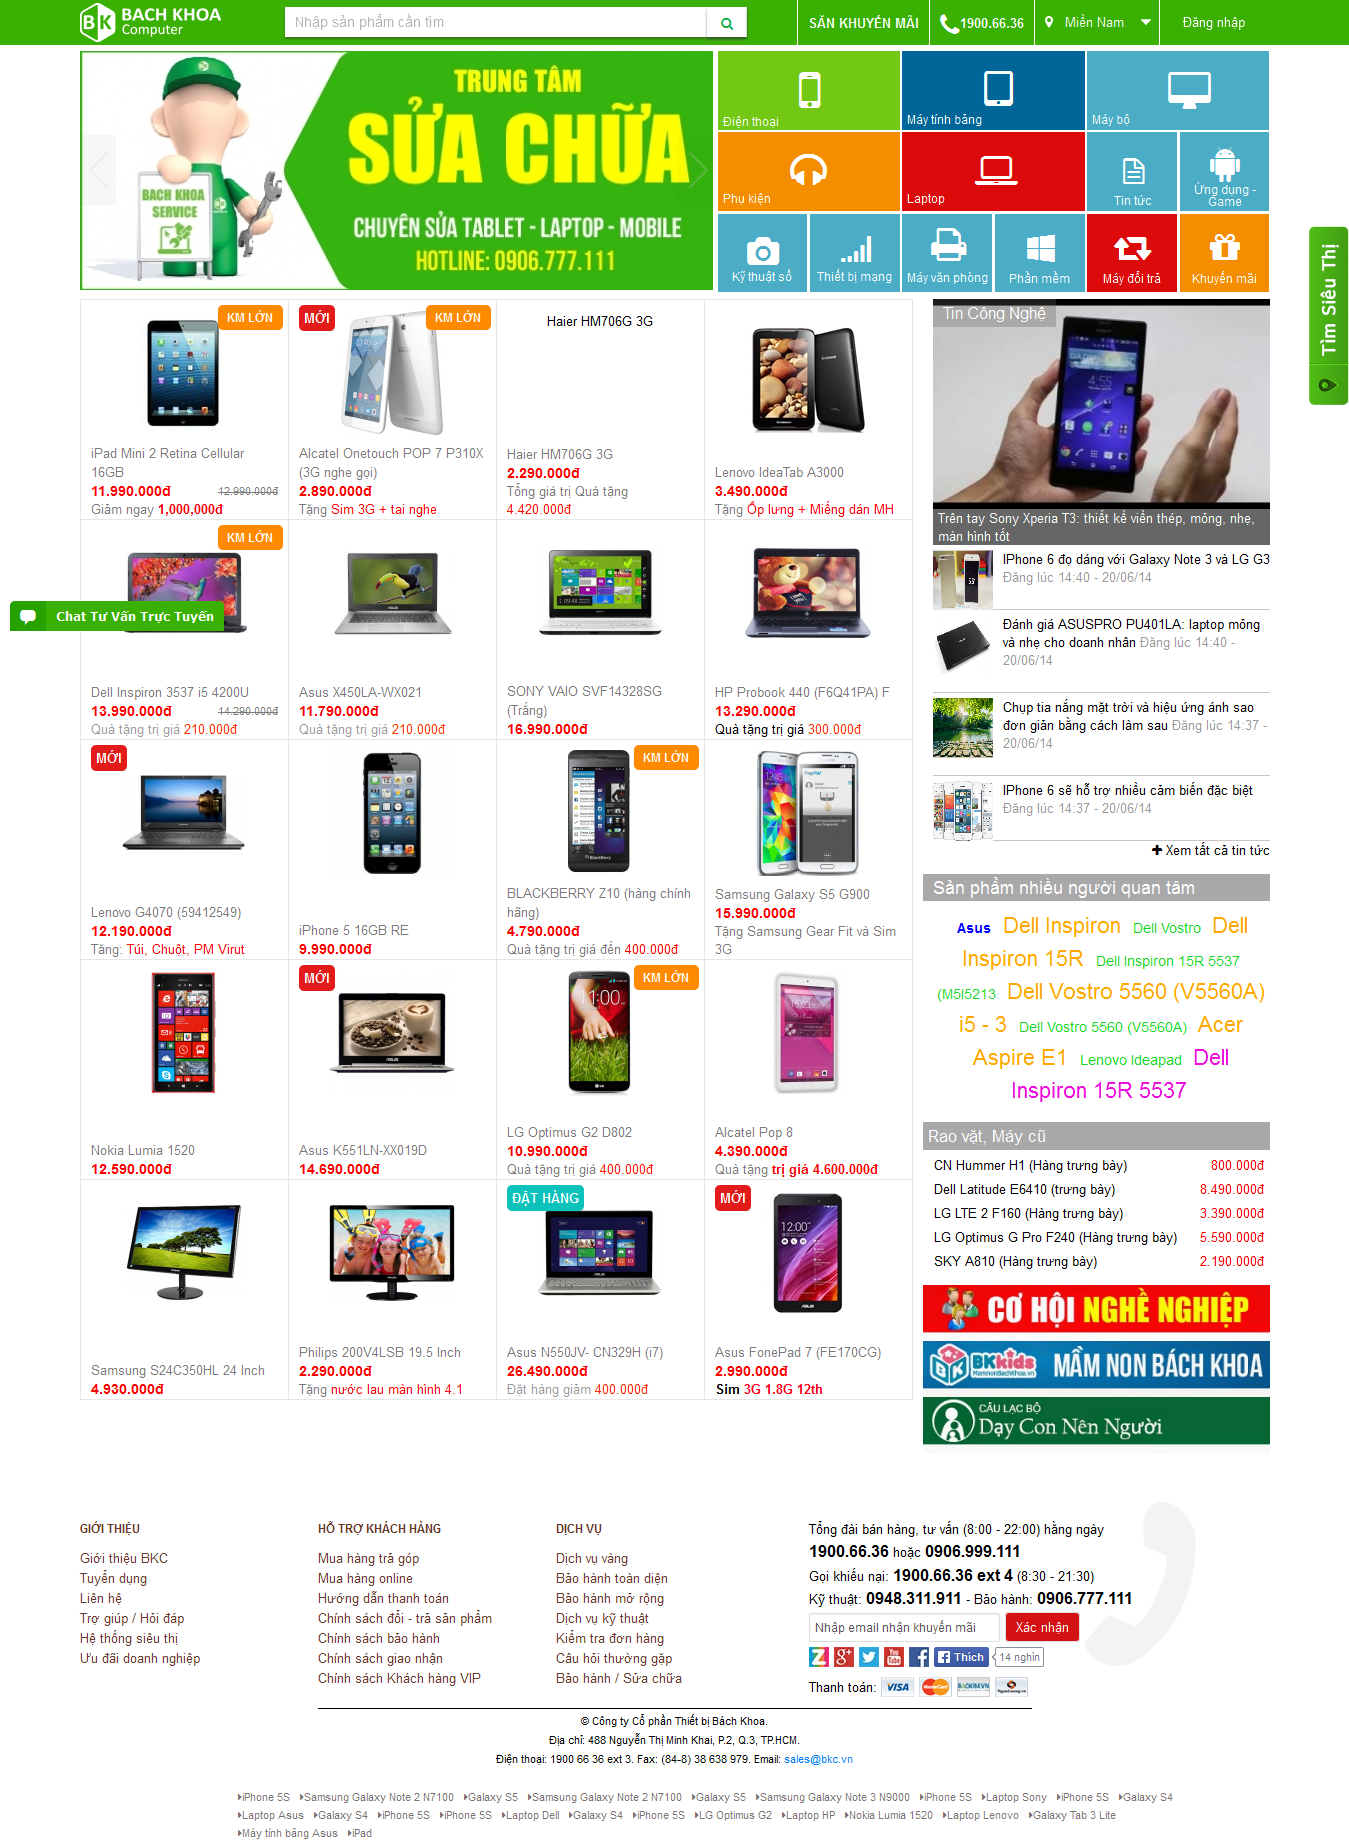 BACH KHOA
Computer
Nhập sản phẩm cần tìm
SĂN KHUYẾN MÃI
1900.66.36
Miền Nam
Đăng nhập
TRUNG TÂM
SỬA CHỮA
CHUYÊN SỬA TABLET - LAPTOP - MOBILE
HOTLINE: 0906.777.111
BACH KHOA
SERVICE
Điện thoại
Máy tính bảng
Máy bộ
Phụ kiện
Laptop
Tin tức
Ứng dụng -
Game
Kỹ thuật số
Thiết bị mạng
Máy văn phòng
Phần mềm
Máy đổi trả
Khuyến mãi
Tìm Siêu Thị
KM LỚN
iPad Mini 2 Retina Cellular
16GB
11.990.000đ 12.990.000đ
Giảm ngay 1,000,000đ
MỚI
KM LỚN
Alcatel Onetouch POP 7 P310X
(3G nghe gọi)
2.890.000đ
Tặng Sim 3G + tai nghe
Haier HM706G 3G
Haier HM706G 3G
2.290.000đ
Tổng giá trị Quà tặng
4.420.000đ
Lenovo IdeaTab A3000
3.490.000đ
Tặng Ốp lưng + Miếng dán MH
KM LỚN
Dell Inspiron 3537 i5 4200U
13.990.000đ 14.290.000đ
Quà tặng trị giá 210.000đ
Chat Tư Vấn Trực Tuyến
Asus X450LA-WX021
11.790.000đ
Quà tặng trị giá 210.000đ
SONY VAIO SVF14328SG
(Trắng)
16.990.000đ
HP Probook 440 (F6Q41PA) F
13.290.000đ
Quà tặng trị giá 300.000đ
MỚI
Lenovo G4070 (59412549)
12.190.000đ
Tặng: Túi, Chuột, PM Virut
iPhone 5 16GB RE
9.990.000đ
KM LỚN
BLACKBERRY Z10 (hàng chính
hãng)
4.790.000đ
Quà tặng trị giá đến 400.000đ
Samsung Galaxy S5 G900
15.990.000đ
Tặng Samsung Gear Fit và Sim
3G
Nokia Lumia 1520
12.590.000đ
MỚI
Asus K551LN-XX019D
14.690.000đ
KM LỚN
LG Optimus G2 D802
10.990.000đ
Quà tặng trị giá 400.000đ
Alcatel Pop 8
4.390.000đ
Quà tặng trị giá 4.600.000đ
Samsung S24C350HL 24 Inch
4.930.000đ
Philips 200V4LSB 19.5 Inch
2.290.000đ
Tặng nước lau màn hình 4.1
ĐẶT HÀNG
Asus N550JV- CN329H (i7)
26.490.000đ
Đặt hàng giảm 400.000đ
MỚI
Asus FonePad 7 (FE170CG)
2.990.000đ
Sim 3G 1.8G 12th
Tin Công Nghệ
Trên tay Sony Xperia T3: thiết kế viền thép, mỏng, nhẹ,
màn hình tốt
IPhone 6 đọ dáng với Galaxy Note 3 và LG G3
Đăng lúc 14:40 - 20/06/14
Đánh giá ASUSPRO PU401LA: laptop mỏng
và nhẹ cho doanh nhân Đăng lúc 14:40 -
20/06/14
Chụp tia nắng mặt trời và hiệu ứng ánh sao
đơn giản bằng cách làm sau Đăng lúc 14:37 -
20/06/14
IPhone 6 sẽ hỗ trợ nhiều cảm biến đặc biệt
Đăng lúc 14:37 - 20/06/14
Xem tất cả tin tức
Sản phẩm nhiều người quan tâm
Asus Dell Inspiron Dell Vostro Dell
Inspiron 15R Dell Inspiron 15R 5537
(M5I5213 Dell Vostro 5560 (V5560A)
i5 - 3 Dell Vostro 5560 (V5560A) Acer
Aspire E1 Lenovo Ideapad Dell
Inspiron 15R 5537
Rao vặt, Máy cũ
CN Hummer H1 (Hàng trưng bày) 800.000đ
Dell Latitude E6410 (trưng bày) 8.490.000đ
LG LTE 2 F160 (Hàng trưng bày) 3.390.000đ
LG Optimus G Pro F240 (Hàng trưng bày) 5.590.000đ
SKY A810 (Hàng trưng bày) 2.190.000đ
CƠ HỘI NGHỀ NGHIỆP
BKkids
MamnonBachKhoa.vn
MẦM NON BÁCH KHOA
CÂU LẠC BỘ
Dạy Con Nên Người
GIỚI THIỆU
Giới thiệu BKC
Tuyển dụng
Liên hệ
Trợ giúp / Hỏi đáp
Hệ thống siêu thị
Ưu đãi doanh nghiệp
HỖ TRỢ KHÁCH HÀNG
Mua hàng trả góp
Mua hàng online
Hướng dẫn thanh toán
Chính sách đổi - trả sản phẩm
Chính sách bảo hành
Chính sách giao nhận
Chính sách Khách hàng VIP
DỊCH VỤ
Dịch vụ vàng
Bảo hành toàn diện
Bảo hành mở rộng
Dịch vụ kỹ thuật
Kiểm tra đơn hàng
Câu hỏi thường gặp
Bảo hành / Sửa chữa
Tổng đài bán hàng, tư vấn (8:00 - 22:00) hằng ngày
1900.66.36 hoặc 0906.999.111
Gọi khiếu nại: 1900.66.36 ext 4 (8:30 - 21:30)
Kỹ thuật: 0948.311.911 - Bảo hành: 0906.777.111
Nhập email nhận khuyến mãi
Xác nhận
Thích
14 nghìn
Thanh toán:
VISA
MasterCard
BAOKIM.VN
NganLuong.vn
© Công ty Cổ phần Thiết bị Bách Khoa.
Địa chỉ: 488 Nguyễn Thị Minh Khai, P.2, Q.3, TP.HCM.
Điện thoại: 1900 66 36 ext 3. Fax: (84-8) 38 638 979. Email: sales@bkc.vn
iPhone 5S Samsung Galaxy Note 2 N7100 Galaxy S5 Samsung Galaxy Note 2 N7100 Galaxy S5 Samsung Galaxy Note 3 N9000 iPhone 5S Laptop Sony iPhone 5S Galaxy S4
Laptop Asus Galaxy S4 iPhone 5S iPhone 5S Laptop Dell Galaxy S4 iPhone 5S LG Optimus G2 Laptop HP Nokia Lumia 1520 Laptop Lenovo Galaxy Tab 3 Lite
Máy tính bảng Asus iPad